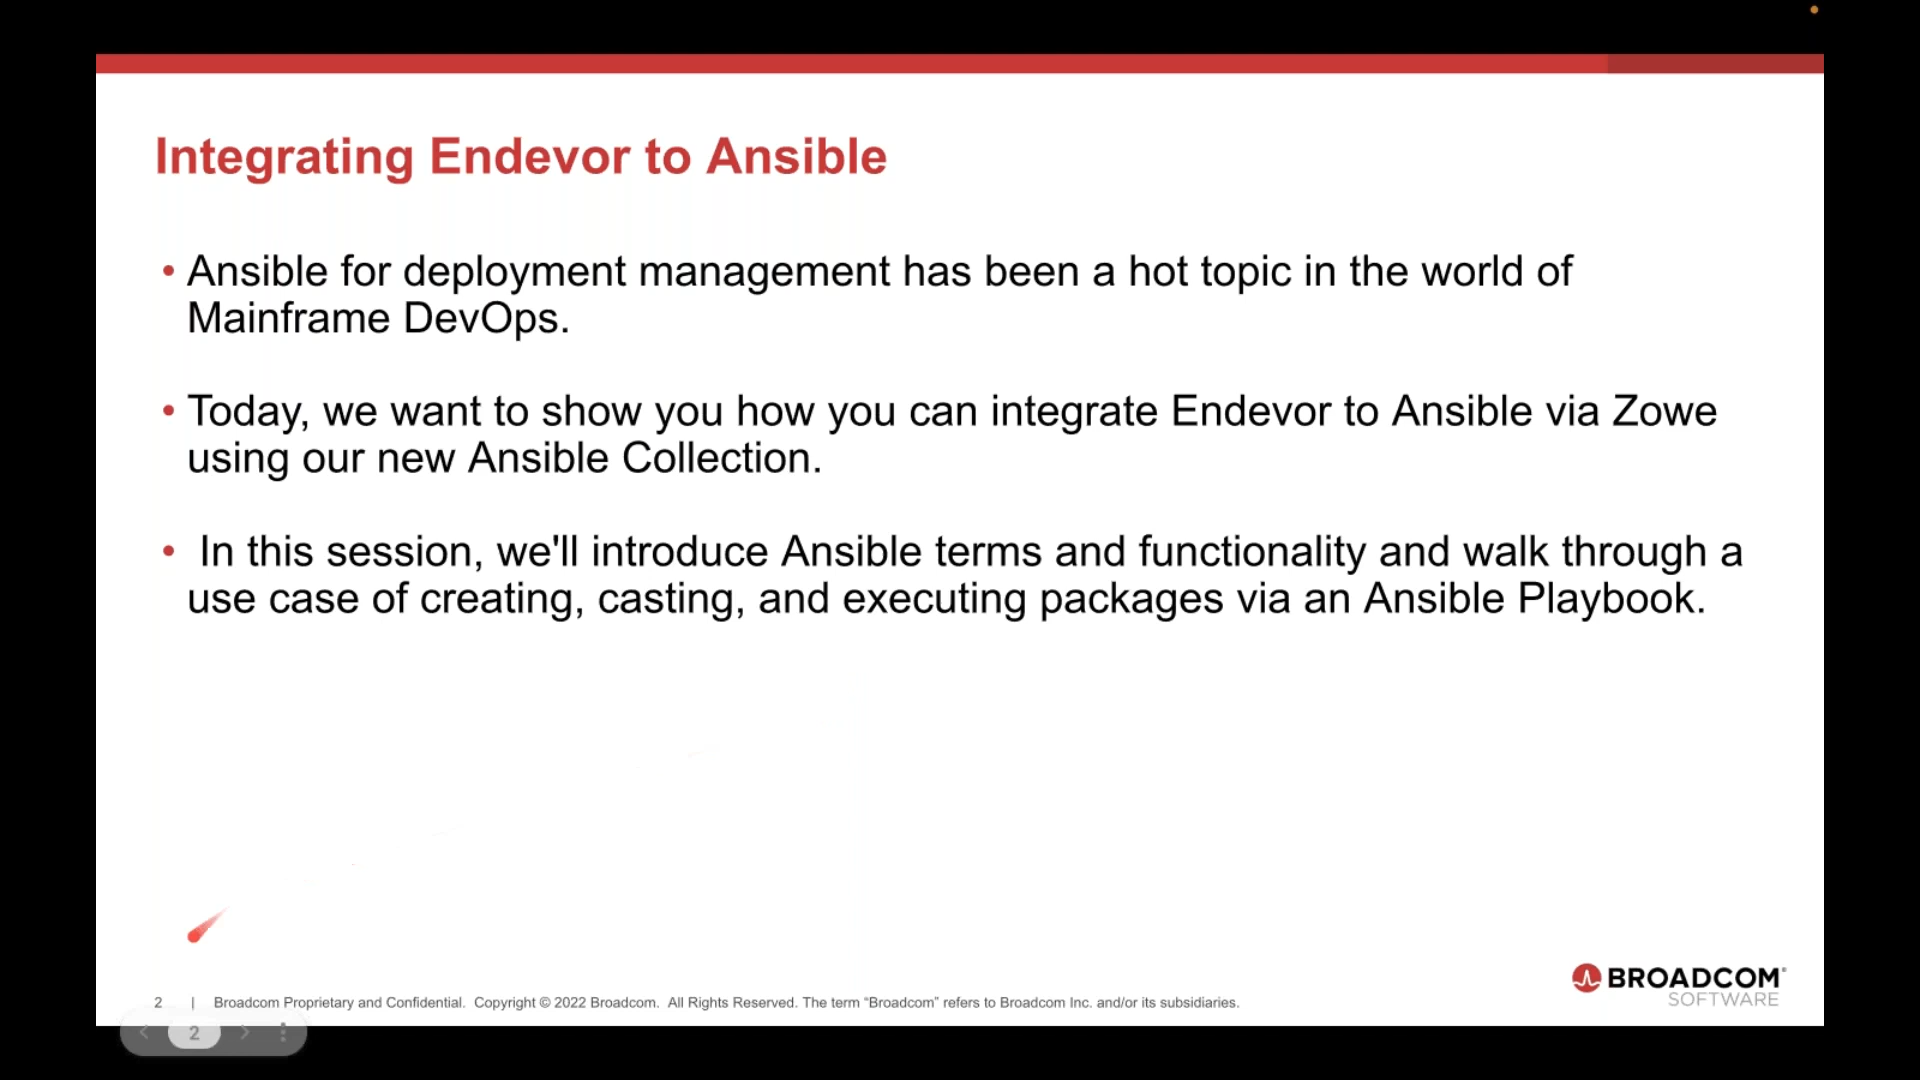 Integrating Endevor to Ansible
• Ansible for deployment management has been a hot topic in the world of
Mainframe DevOps.
• Today, we want to show you how you can integrate Endevor to Ansible via Zowe
using our new Ansible Collection.
• In this session, we'll introduce Ansible terms and functionality and walk through a
use case of creating, casting, and executing packages via an Ansible Playbook.
BROADCOM®
SOFTWARE
2 | Broadcom Proprietary and Confidential. Copyright © 2022 Broadcom. All Rights Reserved. The term “Broadcom” refers to Broadcom Inc. and/or its subsidiaries.
2